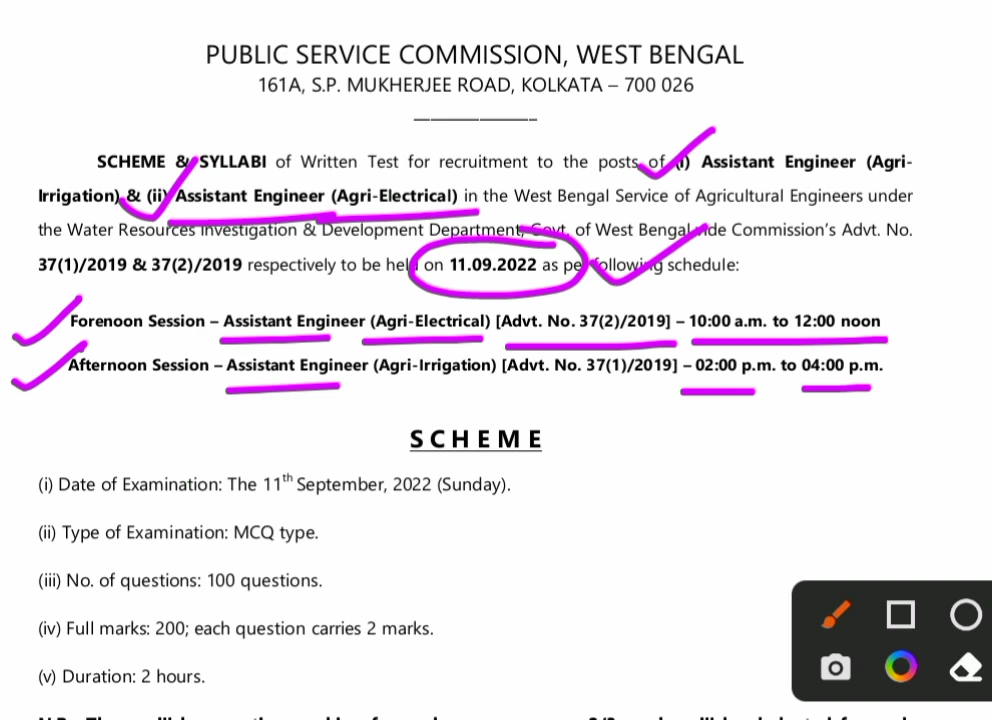 PUBLIC SERVICE COMMISSION, WEST BENGAL
161A, S.P. MUKHERJEE ROAD, KOLKATA – 700 026
SCHEME & SYLLABI of Written Test for recruitment to the posts of (i) Assistant Engineer (Agri-
Irrigation) & (ii) Assistant Engineer (Agri-Electrical) in the West Bengal Service of Agricultural Engineers under
the Water Resources Investigation & Development Department, Govt. of West Bengal vide Commission's Advt. No.
37(1)/2019 & 37(2)/2019 respectively to be held on 11.09.2022 as per following schedule:
Forenoon Session – Assistant Engineer (Agri-Electrical) [Advt. No. 37(2)/2019] – 10:00 a.m. to 12:00 noon
Afternoon Session – Assistant Engineer (Agri-Irrigation) [Advt. No. 37(1)/2019] – 02:00 p.m. to 04:00 p.m.
SCHEME
(i) Date of Examination: The 11th September, 2022 (Sunday).
(ii) Type of Examination: MCQ type.
(iii) No. of questions: 100 questions.
(iv) Full marks: 200; each question carries 2 marks.
(v) Duration: 2 hours.